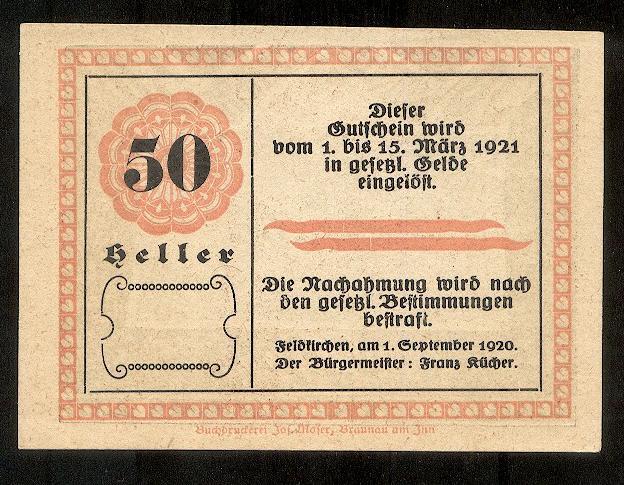 50
Heller
Dieser
Gutschein wird
vom 1. bis 15. März 1921
in gesetzl. Gelde
eingelöst.
Die Nachahmung wird nach
den gesetzl. Bestimmungen
bestraft.
Feldkirchen, am 1. September 1920.
Der Bürgermeister: Franz Kücher.
Buchdruckerei Jos. Moser, Braunau am Inn